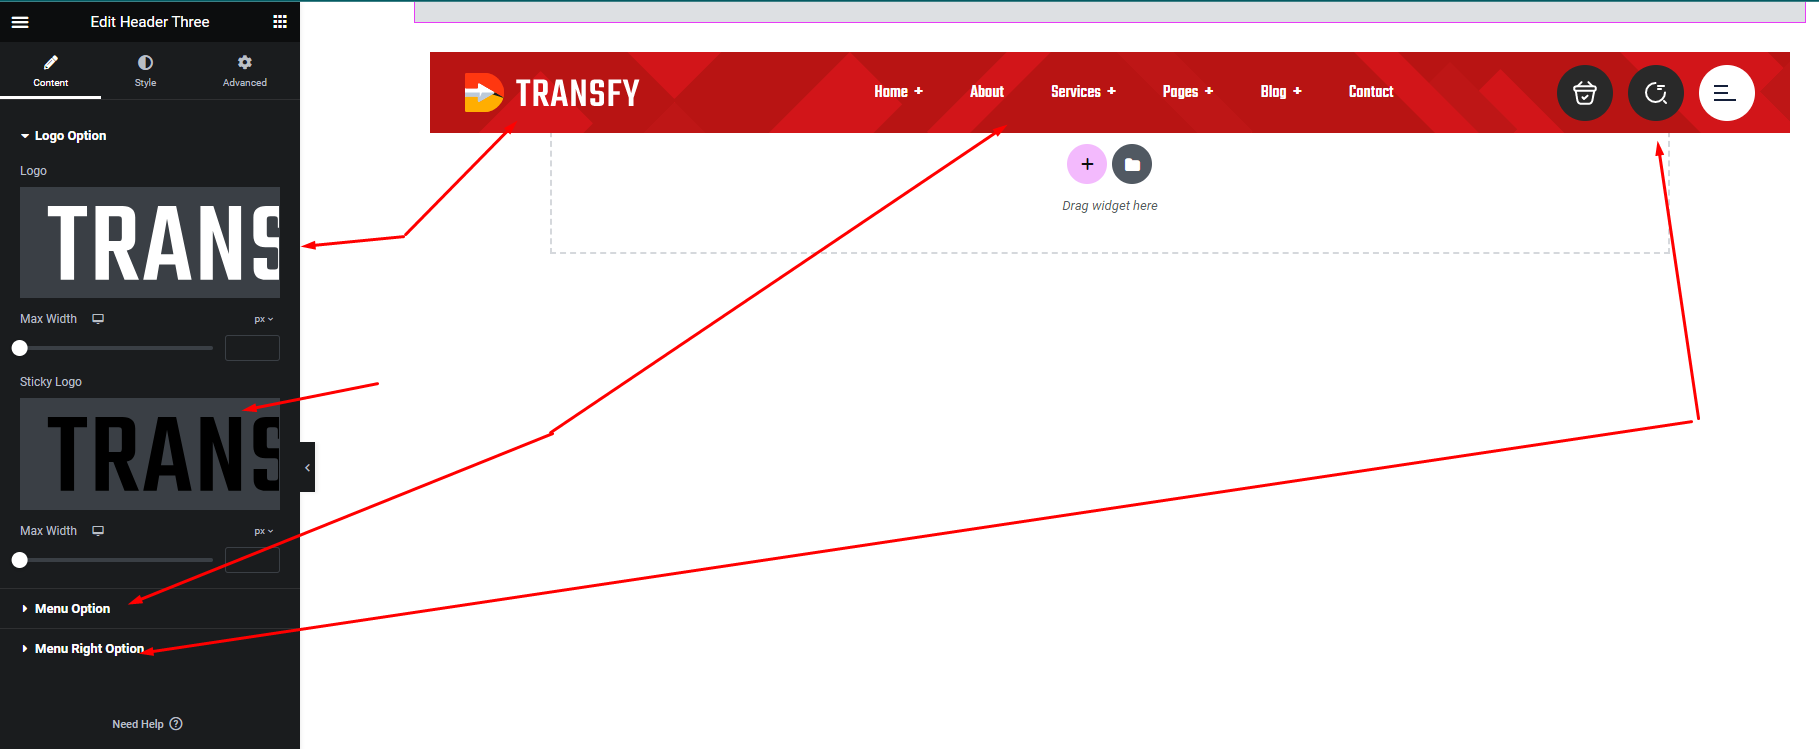 Edit Header Three
Content
Style
Advanced
Logo Option
Logo
TRANS
Max Width
px
Sticky Logo
TRANS
Max Width
px
Menu Option
Menu Right Option
Need Help ?
TRANSFY
Home +
About
Services +
Pages +
Blog +
Contact
Drag widget here